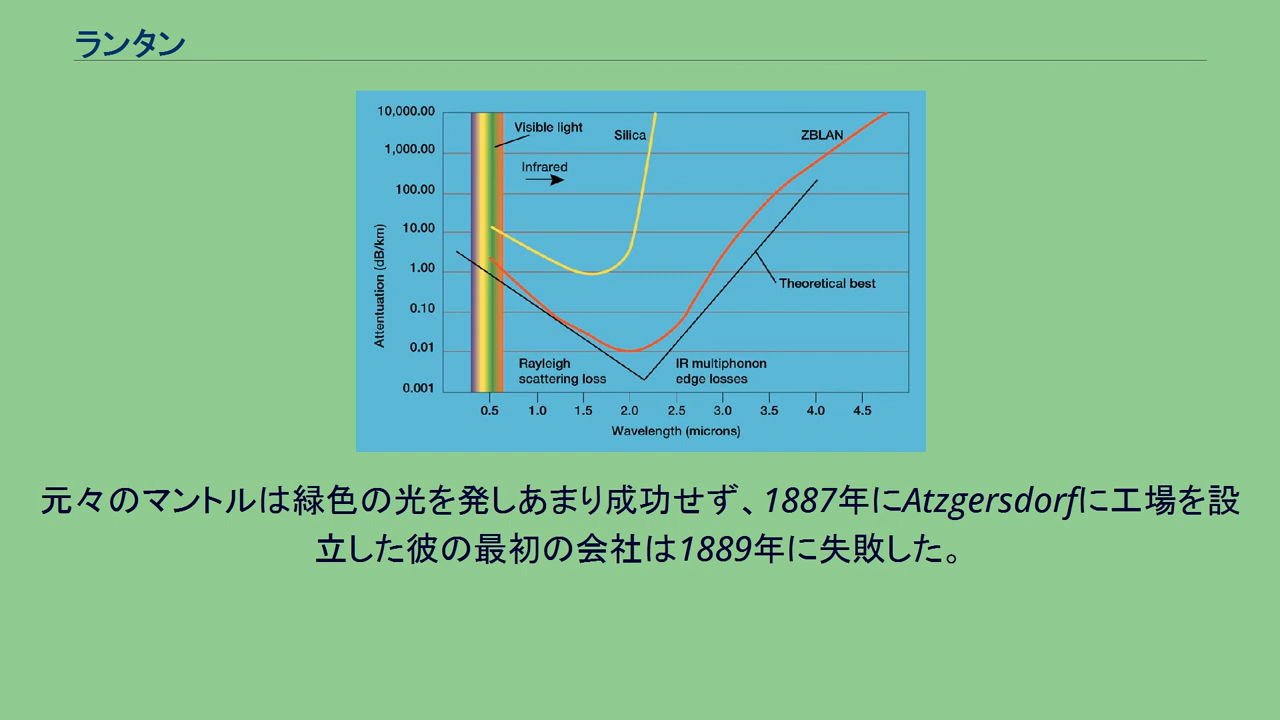 ランタン
10,000.00
1,000.00
100.00
10.00
1.00
0.10
0.01
0.001
Attentuation (dB/km)
Visible light
Infrared
Silica
ZBLAN
Theoretical best
Rayleigh
scattering loss
IR multiphonon
edge losses
0.5 1.0 1.5 2.0 2.5 3.0 3.5 4.0 4.5
Wavelength (microns)
元々のマントルは緑色の光を発しあまり成功せず、1887年にAtzgersdorfに工場を設
立した彼の最初の会社は1889年に失敗した。